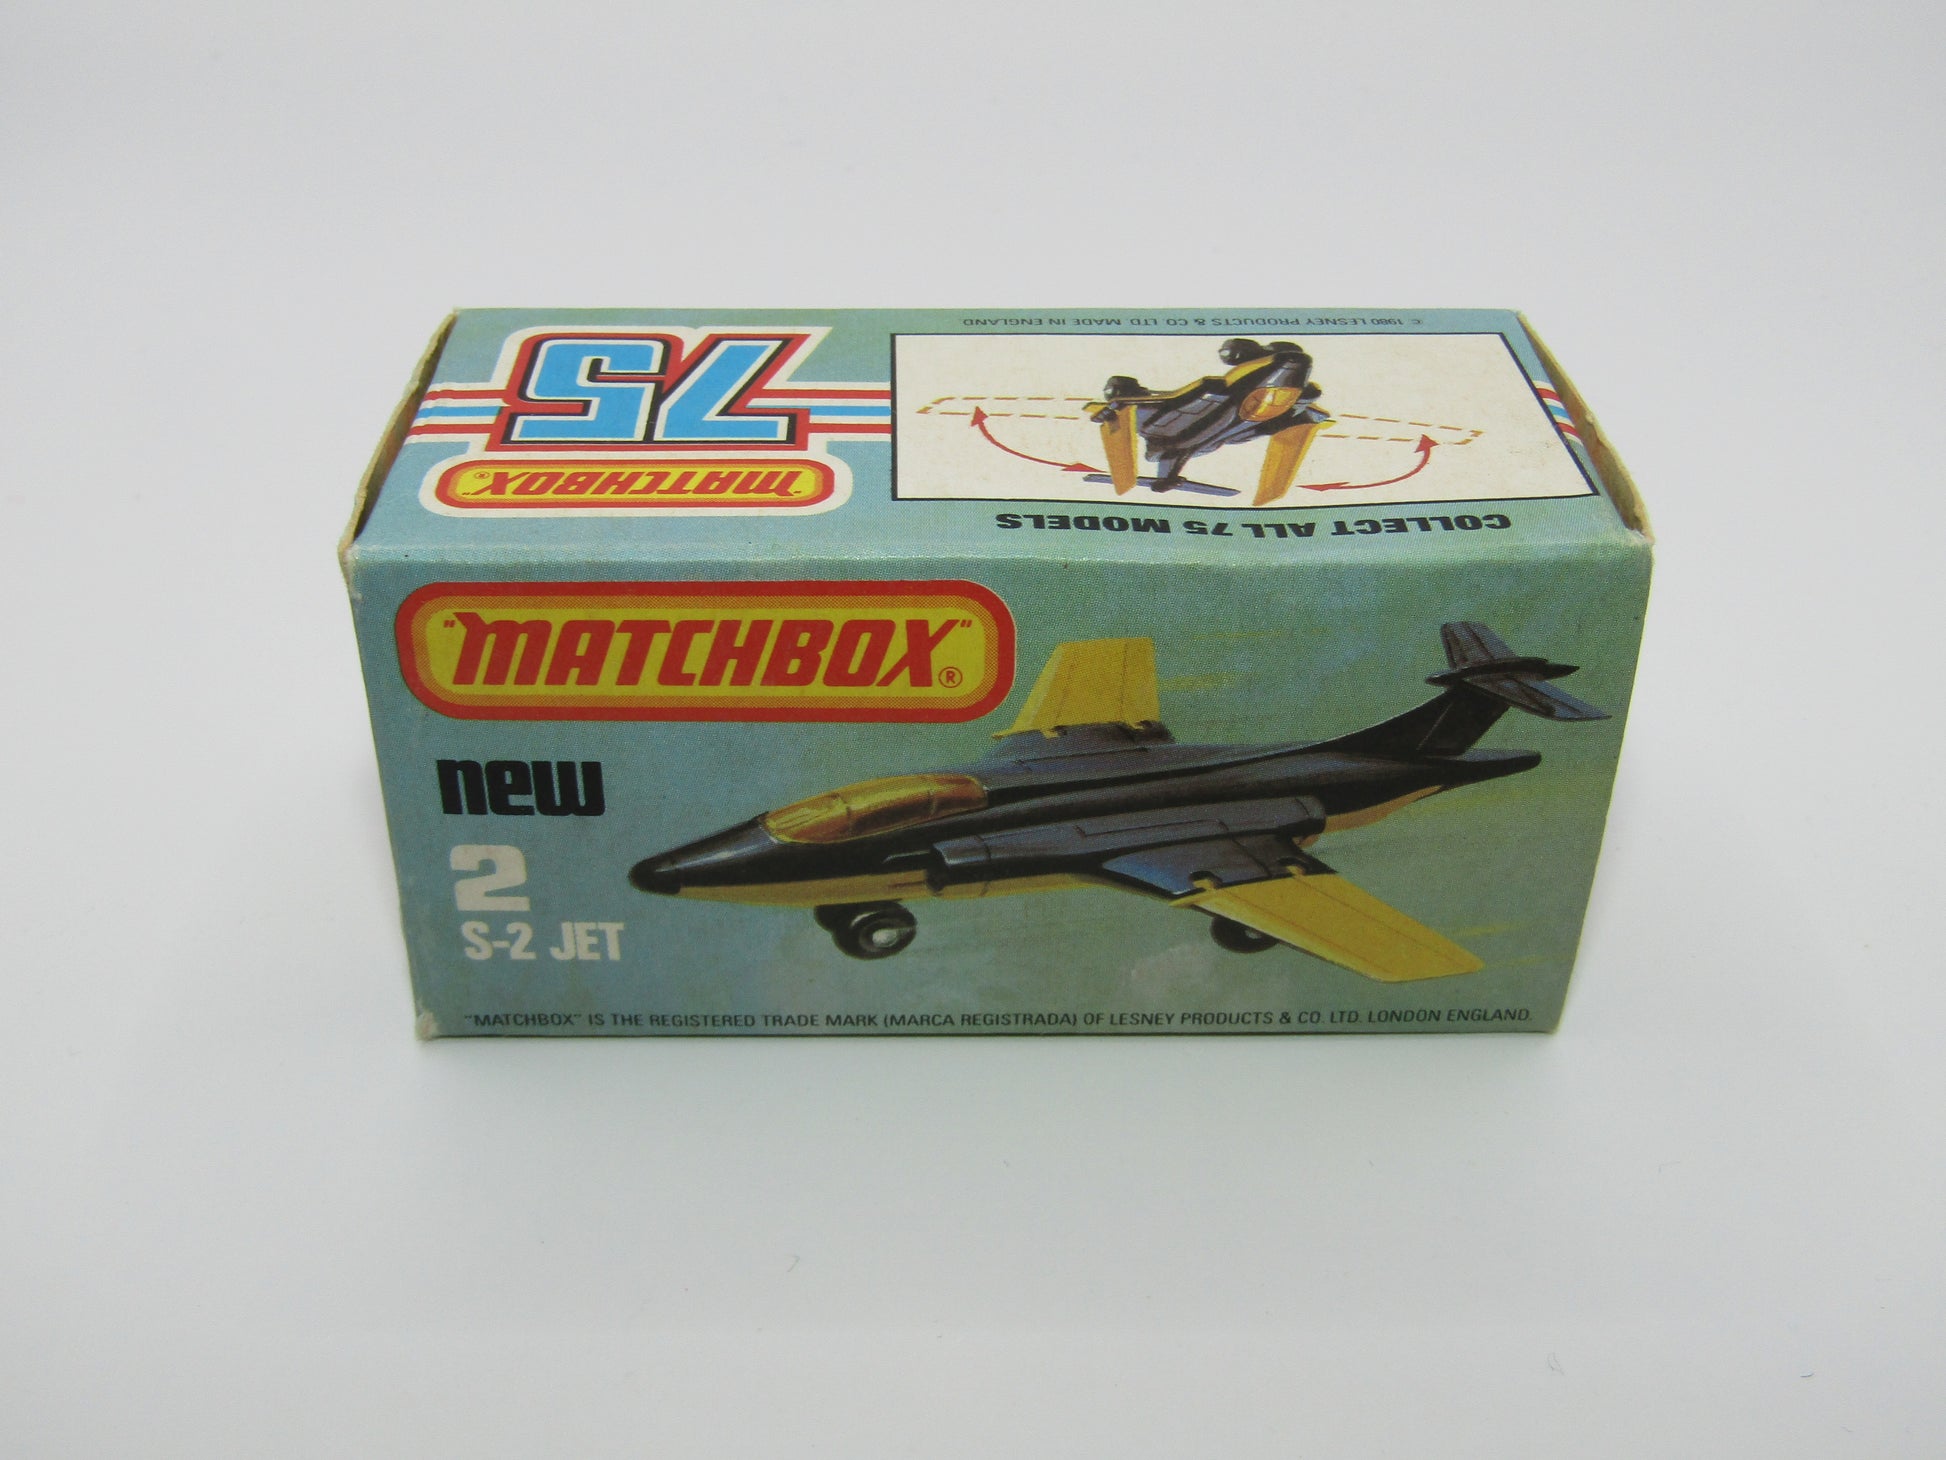 © 1980 LESNEY PRODUCTS & CO. LTD. MADE IN ENGLAND.
75
"MATCHBOX"®
COLLECT ALL 75 MODELS
"MATCHBOX"®
new
2
S-2 JET
"MATCHBOX" IS THE REGISTERED TRADE MARK (MARCA REGISTRADA) OF LESNEY PRODUCTS & CO. LTD. LONDON ENGLAND.